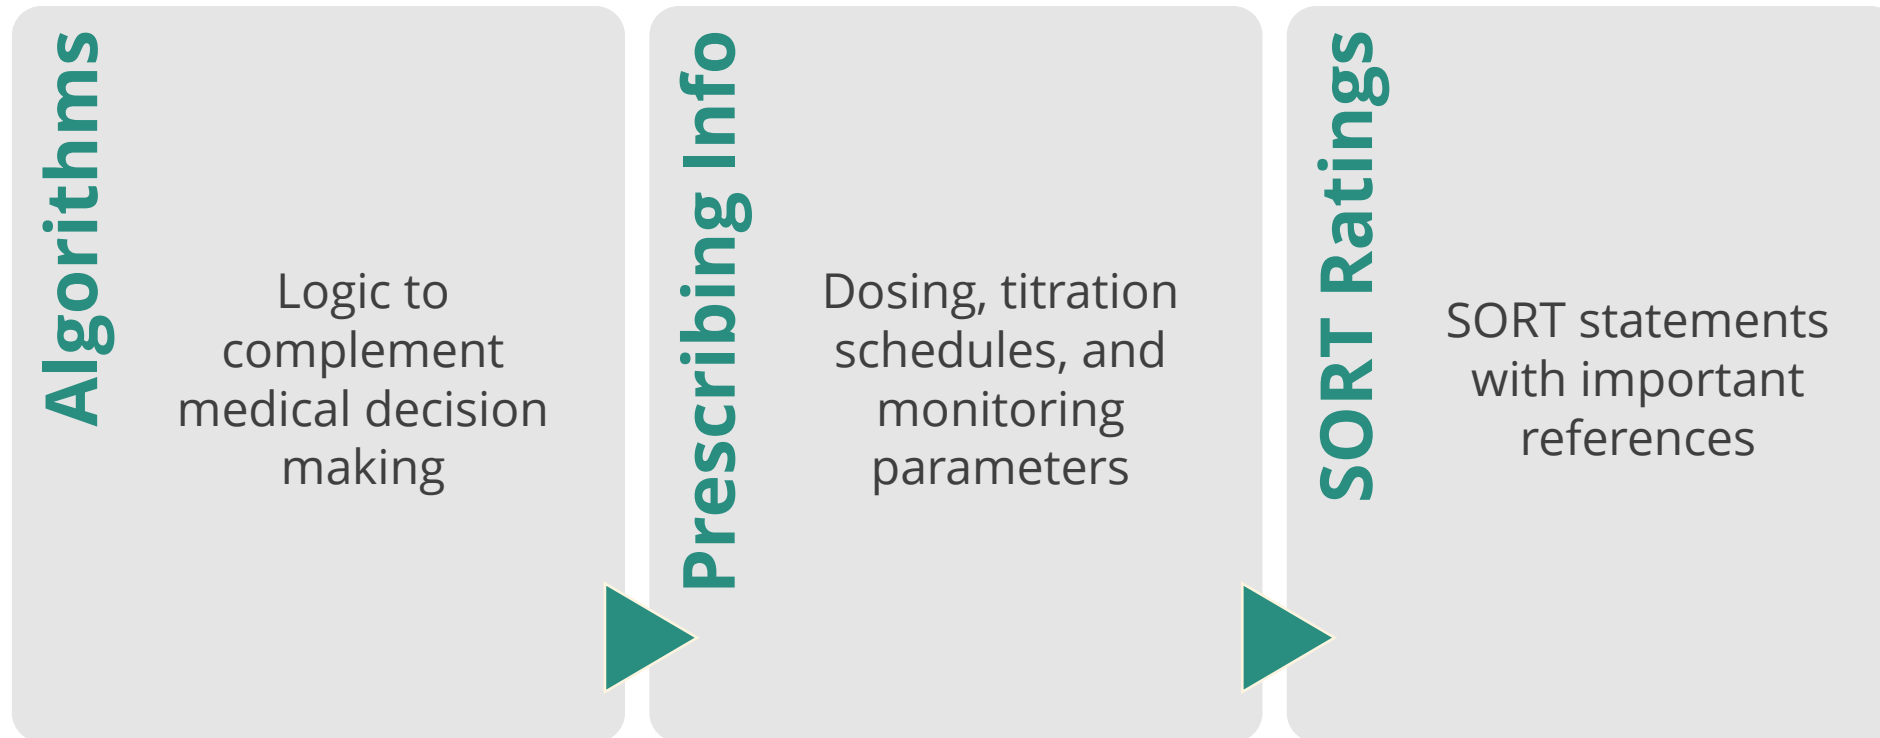 Algorithms
Logic to
complement
medical decision
making
Prescribing Info
Dosing, titration
schedules, and
monitoring
parameters
SORT Ratings
SORT statements
with important
references